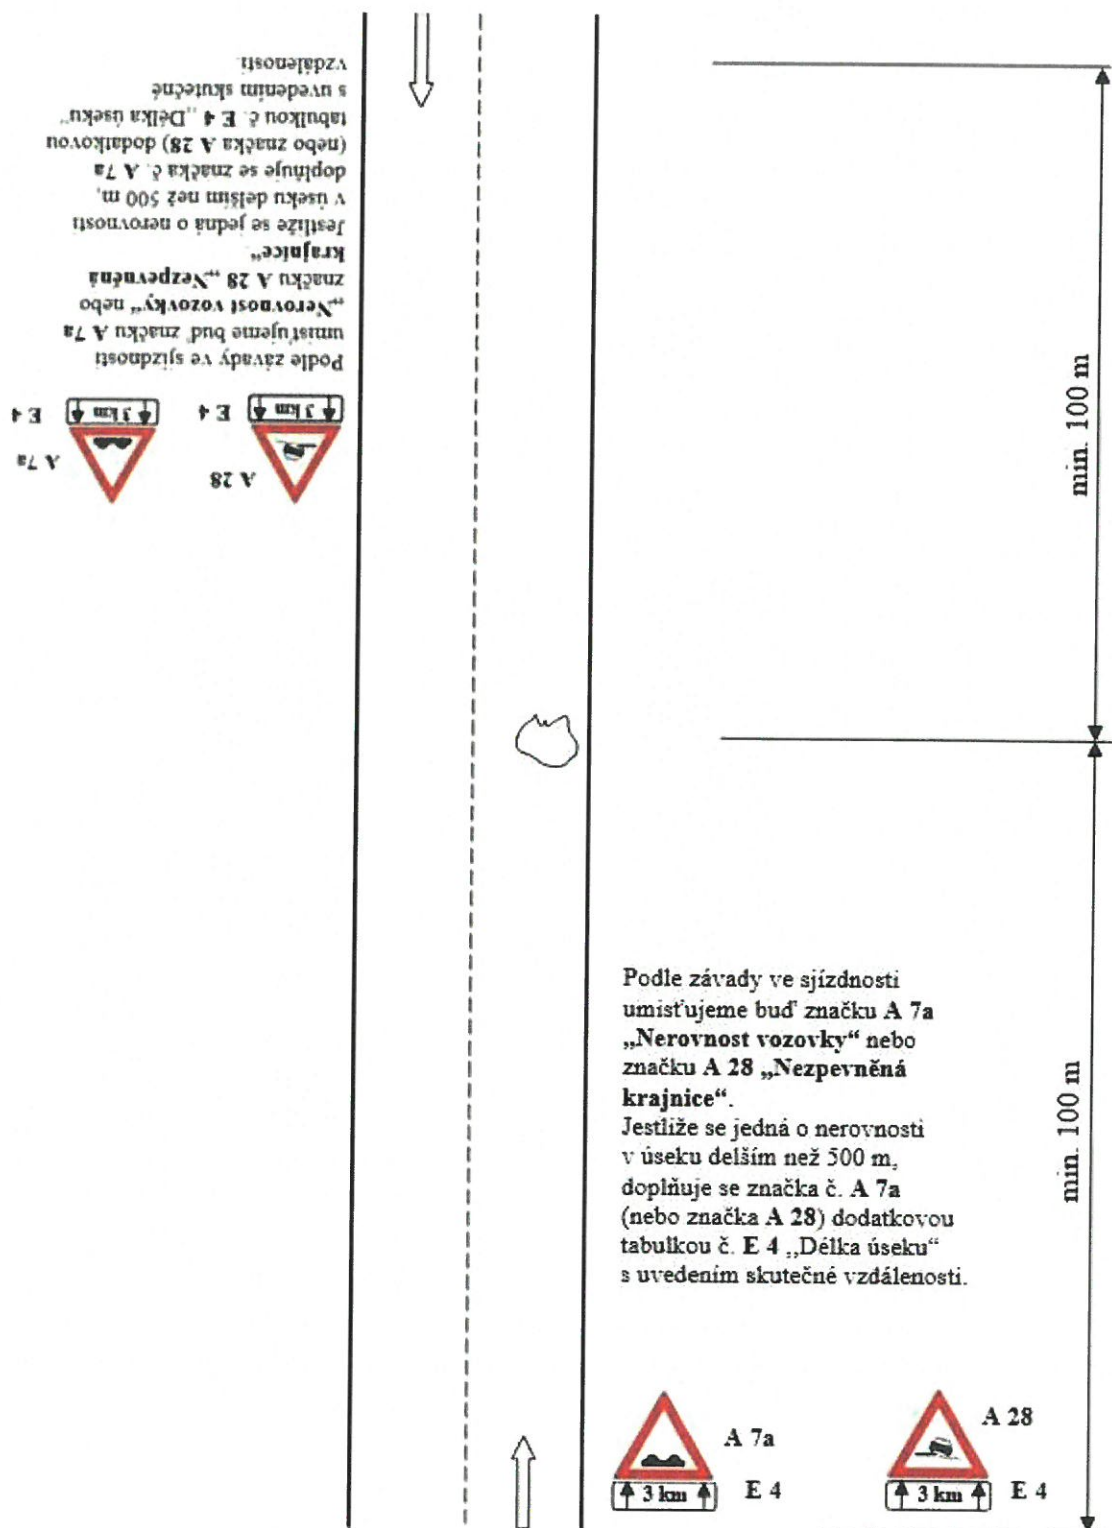 Podle závady ve sjízdnosti
umisťujeme buď značku A 7a
„Nerovnost vozovky“ nebo
značku A 28 „Nezpevněná
krajnice“.
Jestliže se jedná o nerovnosti
v úseku delším než 500 m,
doplňuje se značka č. A 7a
(nebo značka A 28) dodatkovou
tabulkou č. E 4 „Délka úseku“
s uvedením skutečné
vzdálenosti.
A 28
A 7a
3 km
E 4
3 km
E 4
min. 100 m
Podle závady ve sjízdnosti
umisťujeme buď značku A 7a
„Nerovnost vozovky“ nebo
značku A 28 „Nezpevněná
krajnice“.
Jestliže se jedná o nerovnosti
v úseku delším než 500 m,
doplňuje se značka č. A 7a
(nebo značka A 28) dodatkovou
tabulkou č. E 4 „Délka úseku“
s uvedením skutečné vzdálenosti.
min. 100 m
A 7a
3 km
E 4
A 28
3 km
E 4